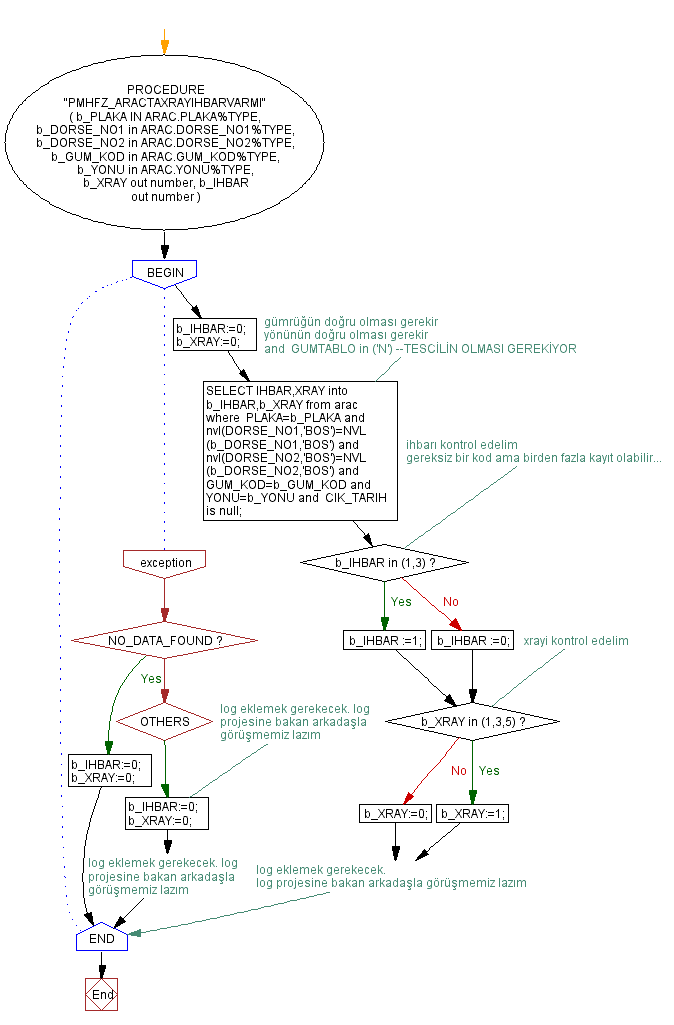 PROCEDURE
"PMHFZ_ARACTAXRAYIHBARVARMI"
( b_PLAKA IN ARAC.PLAKA%TYPE,
b_DORSE_NO1 in ARAC.DORSE_NO1%TYPE,
b_DORSE_NO2 in ARAC.DORSE_NO2%TYPE,
b_GUM_KOD in ARAC.GUM_KOD%TYPE,
b_YONU in ARAC.YONU%TYPE,
b_XRAY out number, b_IHBAR
out number )
BEGIN
b_IHBAR:=0;
b_XRAY:=0;
gümrüğün doğru olması gerekir
yönünün doğru olması gerekir
and GUMTABLO in ('N') --TESCİLİN OLMASI GEREKİYOR
SELECT IHBAR,XRAY into
b_IHBAR,b_XRAY from arac
where PLAKA=b_PLAKA and
nvl(DORSE_NO1,'BOS')=NVL
(b_DORSE_NO1,'BOS') and
nvl(DORSE_NO2,'BOS')=NVL
(b_DORSE_NO2,'BOS') and
GUM_KOD=b_GUM_KOD and
YONU=b_YONU and CIK_TARIH
is null;
ihbarı kontrol edelim
gereksiz bir kod ama birden fazla kayıt olabilir...
exception
b_IHBAR in (1,3) ?
Yes
No
NO_DATA_FOUND ?
b_IHBAR :=1;
b_IHBAR :=0;
xrayi kontrol edelim
Yes
OTHERS
log eklemek gerekecek. log
projesine bakan arkadaşla
görüşmemiz lazım
b_XRAY in (1,3,5) ?
No
Yes
b_IHBAR:=0;
b_XRAY:=0;
b_IHBAR:=0;
b_XRAY:=0;
b_XRAY:=0;
b_XRAY:=1;
log eklemek gerekecek. log
projesine bakan arkadaşla
görüşmemiz lazım
log eklemek gerekecek.
log projesine bakan arkadaşla görüşmemiz lazım
END
End